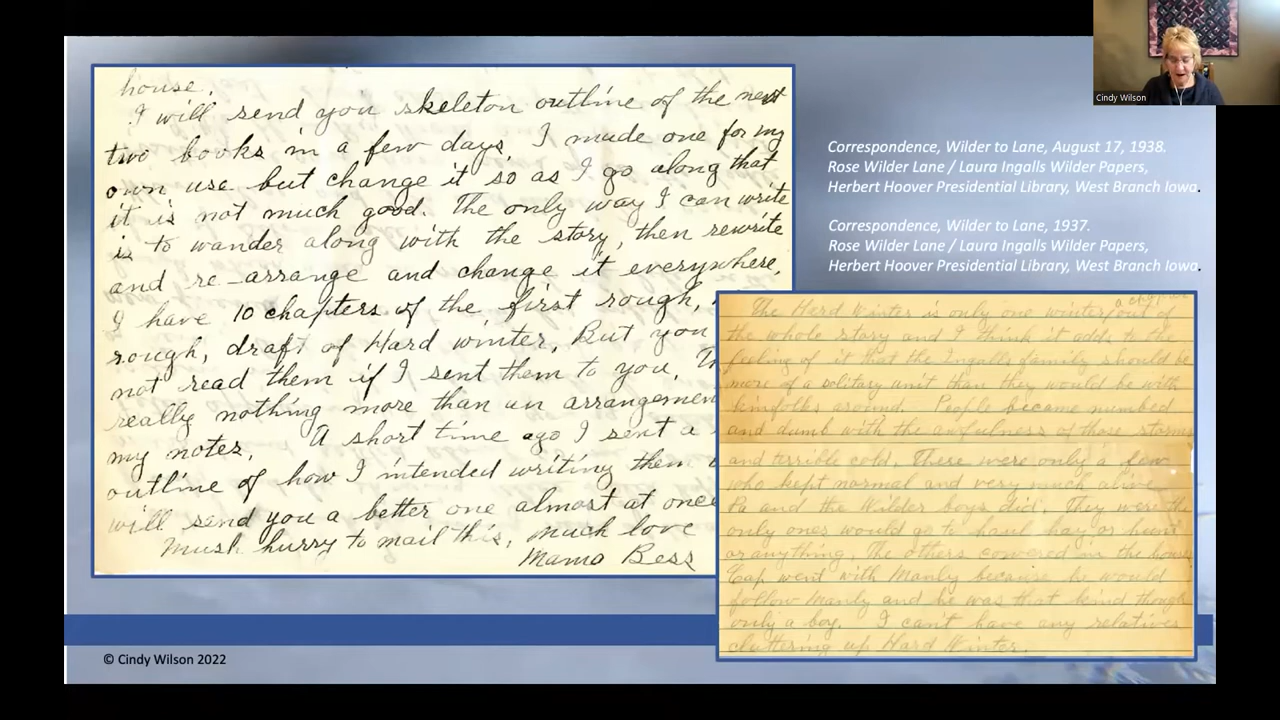 house.
I will send you skeleton outline of the next
two books in a few days. I made one for my
own use but change it so as I go along that
it is not much good. The only way I can write
is to wander along with the story, then rewrite
and re-arrange and change it everywhere.
I have 10 chapters of the first rough,
rough, draft of Hard winter. But you
not read them if I sent them to you.
really nothing more than an arrangemen
my notes. A short time ago I sent a
outline of how I intended writing them
will send you a better one almost at once
Mush hurry to mail this, much love
Mama Bess
Cindy Wilson
Correspondence, Wilder to Lane, August 17, 1938.
Rose Wilder Lane / Laura Ingalls Wilder Papers,
Herbert Hoover Presidential Library, West Branch Iowa.
Correspondence, Wilder to Lane, 1937.
Rose Wilder Lane / Laura Ingalls Wilder Papers,
Herbert Hoover Presidential Library, West Branch Iowa.
a chapter
The Hard Winter is only one winter, out of
the whole story and I think it adds to the
feeling of it that the Ingalls family should be
more of a solitary unit than they would be with
kinfolks around. People became numbed
and dumb with the awfulness of those storms
and terrible cold. There were only a few
who kept normal and very much alive.
Pa and the Wilder boys did. They were the
only ones would go to haul hay or hunt
or anything. The others cowered in the house
Cap went with Manly because he would
follow Manly and he was that kind though
only a boy. I can't have any relatives
cluttering up Hard Winter.
© Cindy Wilson 2022